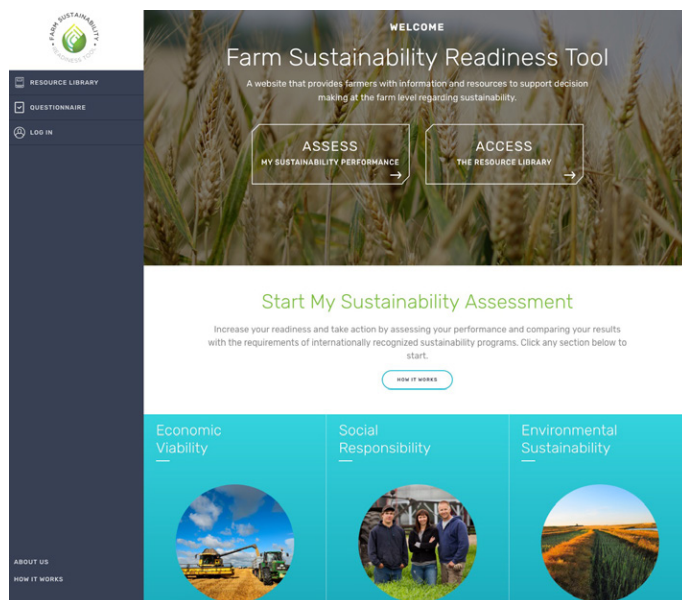 • FARM SUSTAINABILITY •
READINESS TOOL
RESOURCE LIBRARY
QUESTIONNAIRE
LOG IN
ABOUT US
HOW IT WORKS
WELCOME
Farm Sustainability Readiness Tool
A website that provides farmers with information and resources to support decision
making at the farm level regarding sustainability.
ASSESS
MY SUSTAINABILITY PERFORMANCE
ACCESS
THE RESOURCE LIBRARY
Start My Sustainability Assessment
Increase your readiness and take action by assessing your performance and comparing your results
with the requirements of internationally recognized sustainability programs. Click any section below to
start.
HOW IT WORKS
Economic
Viability
Social
Responsibility
Environmental
Sustainability